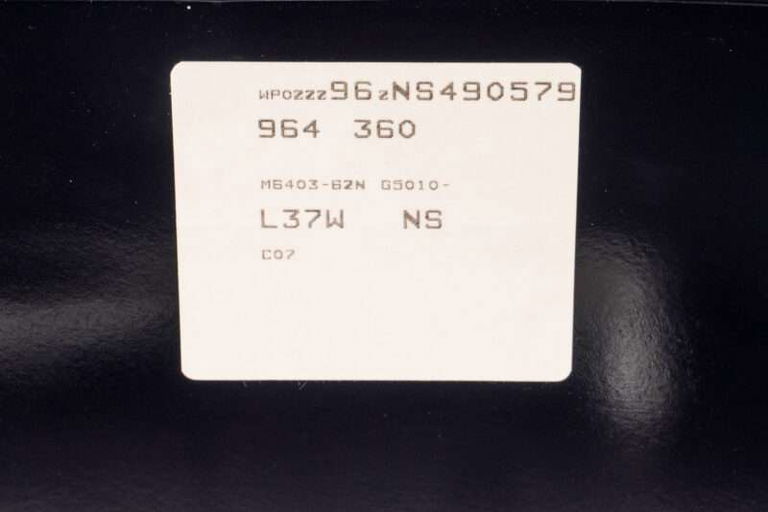 WP0ZZZ96ZNS490579
964 360
M6403-62N G5010-
L37W NS
C07